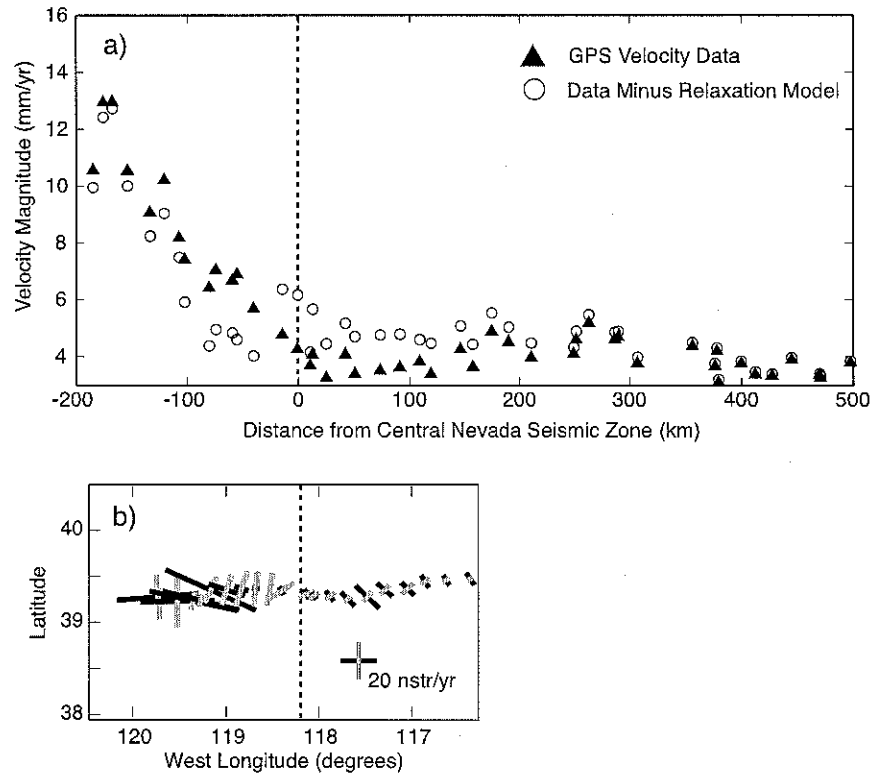 a)
GPS Velocity Data
Data Minus Relaxation Model
Velocity Magnitude (mm/yr)
16
14
12
10
8
6
4
-200
-100
0
100
200
300
400
500
Distance from Central Nevada Seismic Zone (km)
b)
Latitude
40
39
38
20 nstr/yr
120
119
118
117
West Longitude (degrees)